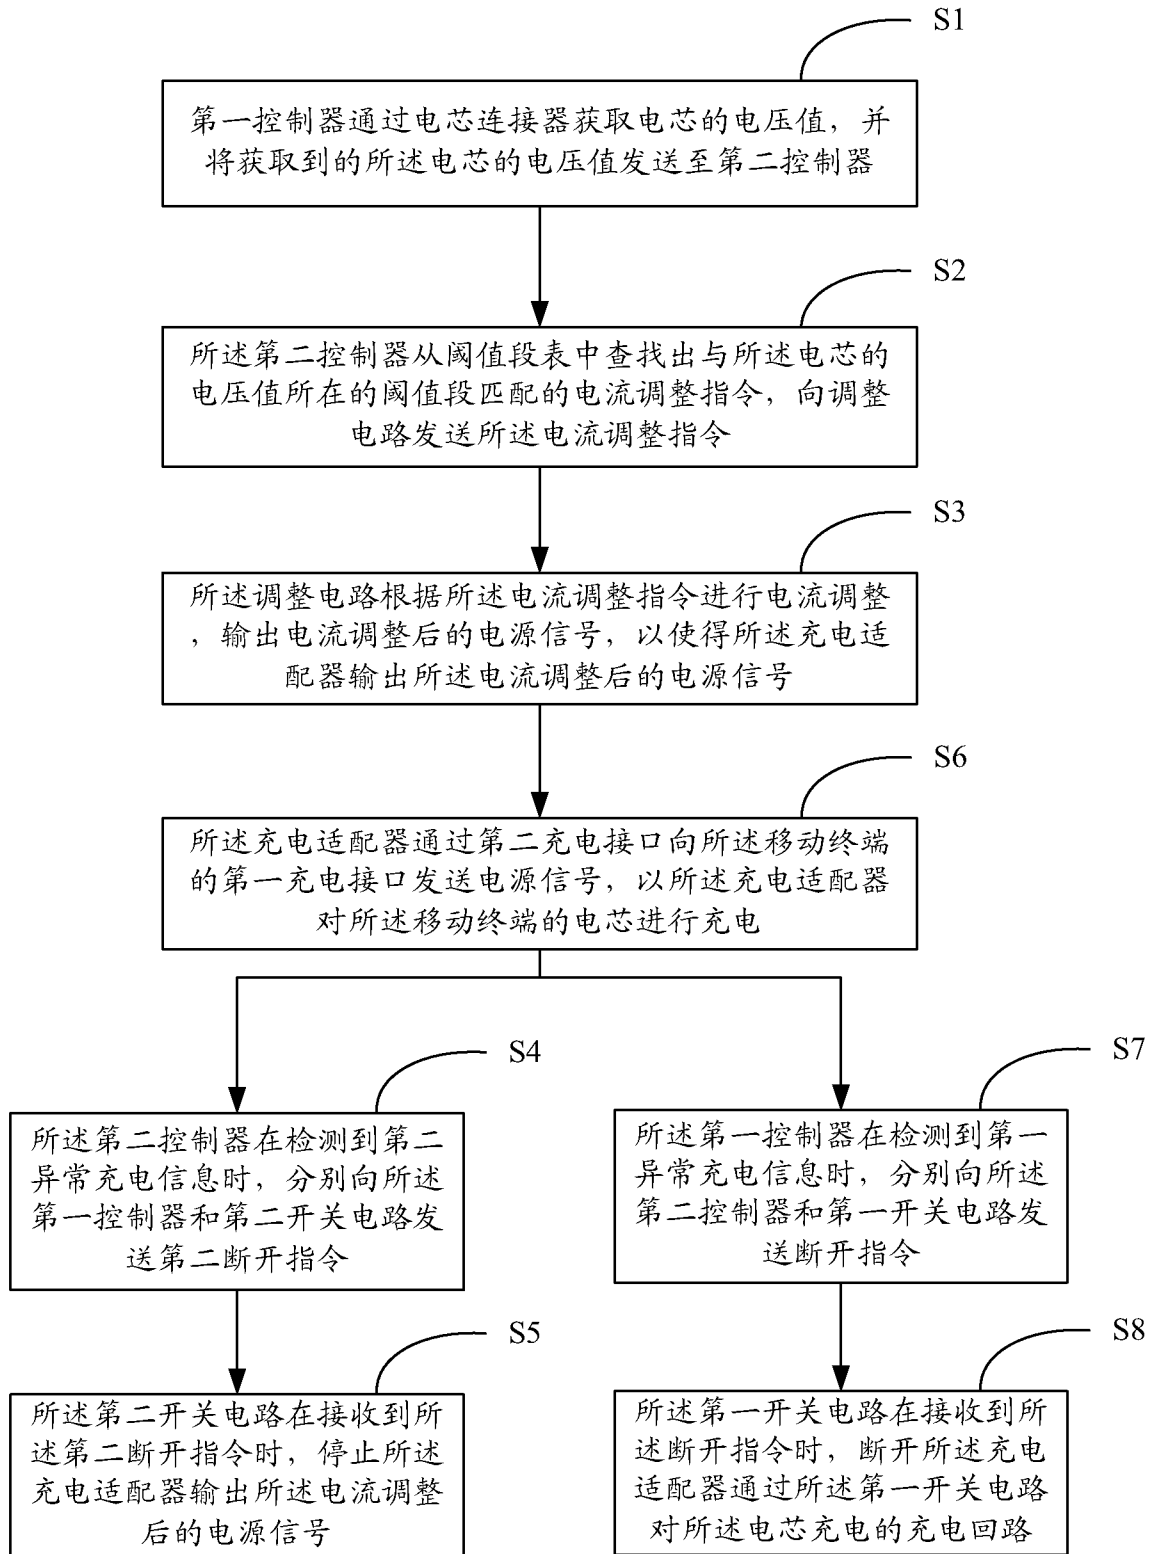 S1
第一控制器通过电芯连接器获取电芯的电压值，并
将获取到的所述电芯的电压值发送至第二控制器
S2
所述第二控制器从阈值段表中查找出与所述电芯的
电压值所在的阈值段匹配的电流调整指令，向调整
电路发送所述电流调整指令
S3
所述调整电路根据所述电流调整指令进行电流调整
，输出电流调整后的电源信号，以使得所述充电适
配器输出所述电流调整后的电源信号
S6
所述充电适配器通过第二充电接口向所述移动终端
的第一充电接口发送电源信号，以所述充电适配器
对所述移动终端的电芯进行充电
S4
所述第二控制器在检测到第二
异常充电信息时，分别向所述
第一控制器和第二开关电路发
送第二断开指令
S7
所述第一控制器在检测到第一
异常充电信息时，分别向所述
第二控制器和第一开关电路发
送断开指令
S5
所述第二开关电路在接收到所
述第二断开指令时，停止所述
充电适配器输出所述电流调整
后的电源信号
S8
所述第一开关电路在接收到所
述断开指令时，断开所述充电
适配器通过所述第一开关电路
对所述电芯充电的充电回路